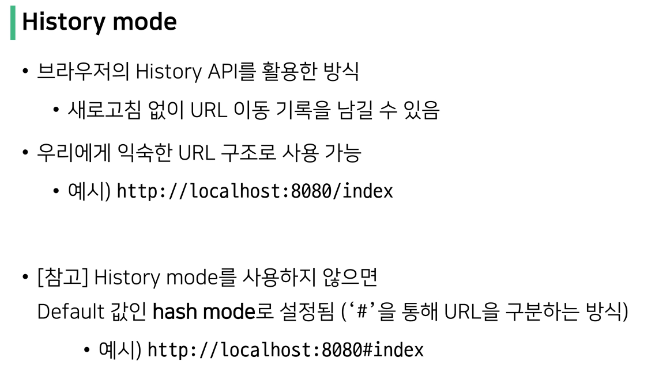 History mode
• 브라우저의 History API를 활용한 방식
• 새로고침 없이 URL 이동 기록을 남길 수 있음
• 우리에게 익숙한 URL 구조로 사용 가능
• 예시) http://localhost:8080/index
• [참고] History mode를 사용하지 않으면
Default 값인 hash mode로 설정됨 (‘#’을 통해 URL을 구분하는 방식)
• 예시) http://localhost:8080#index